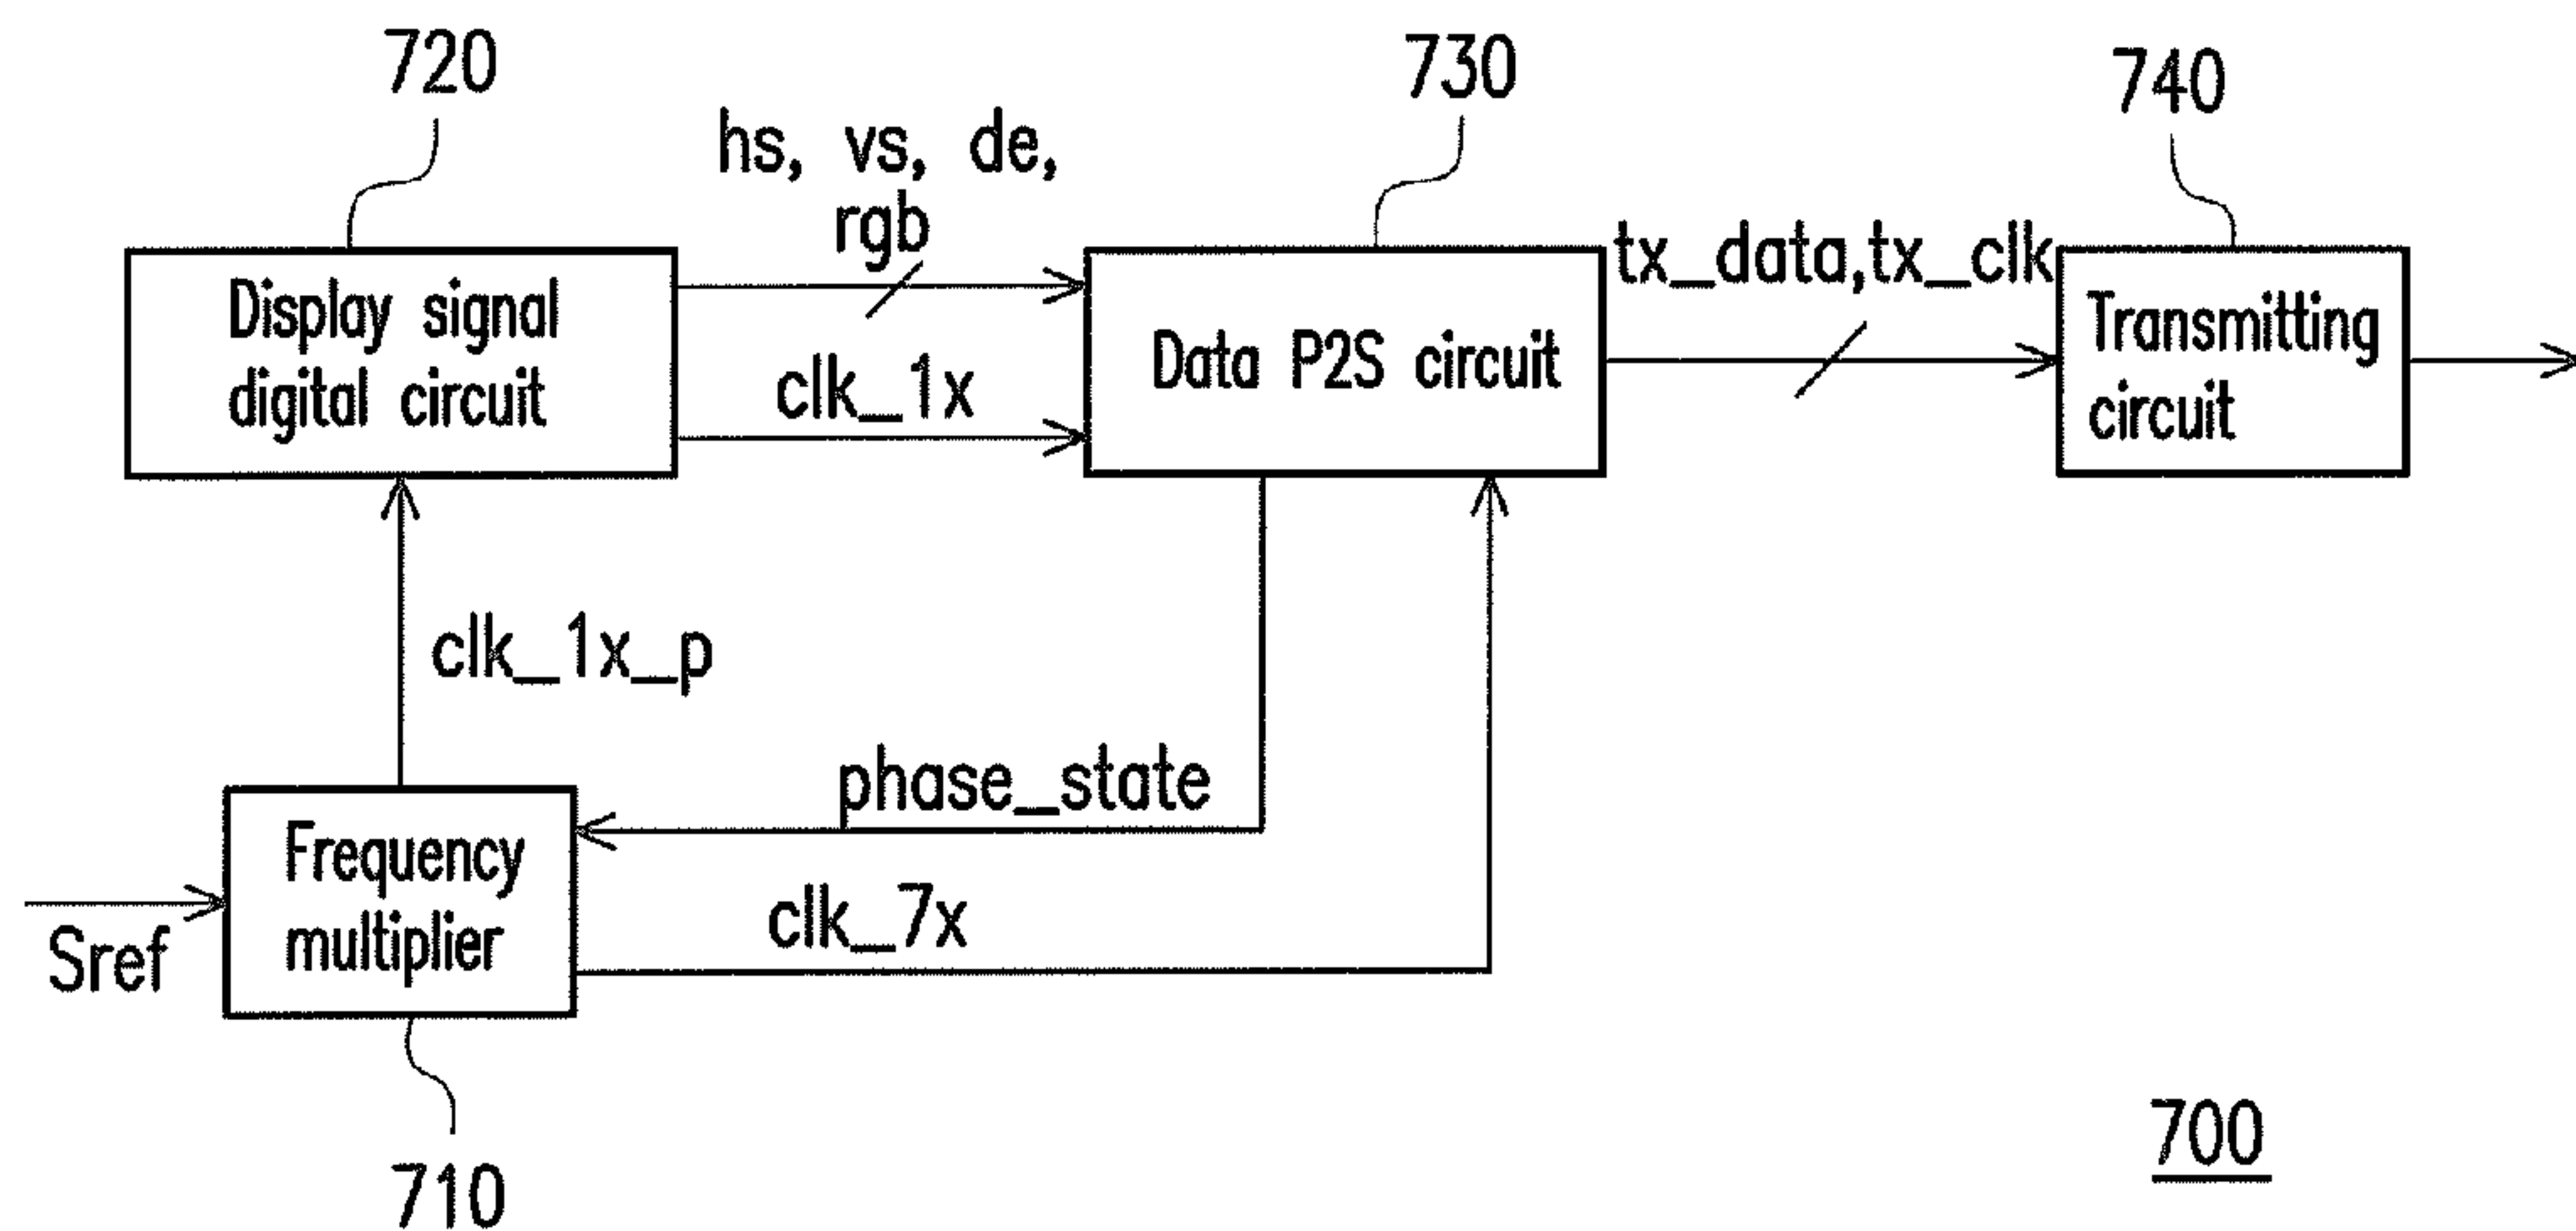 720
730
740
hs, vs, de,
rgb
tx_data,tx_clk
Display signal
digital circuit
clk_1x
Data P2S circuit
Transmitting
circuit
clk_1x_p
phase_state
Frequency
multiplier
clk_7x
Sref
710
700